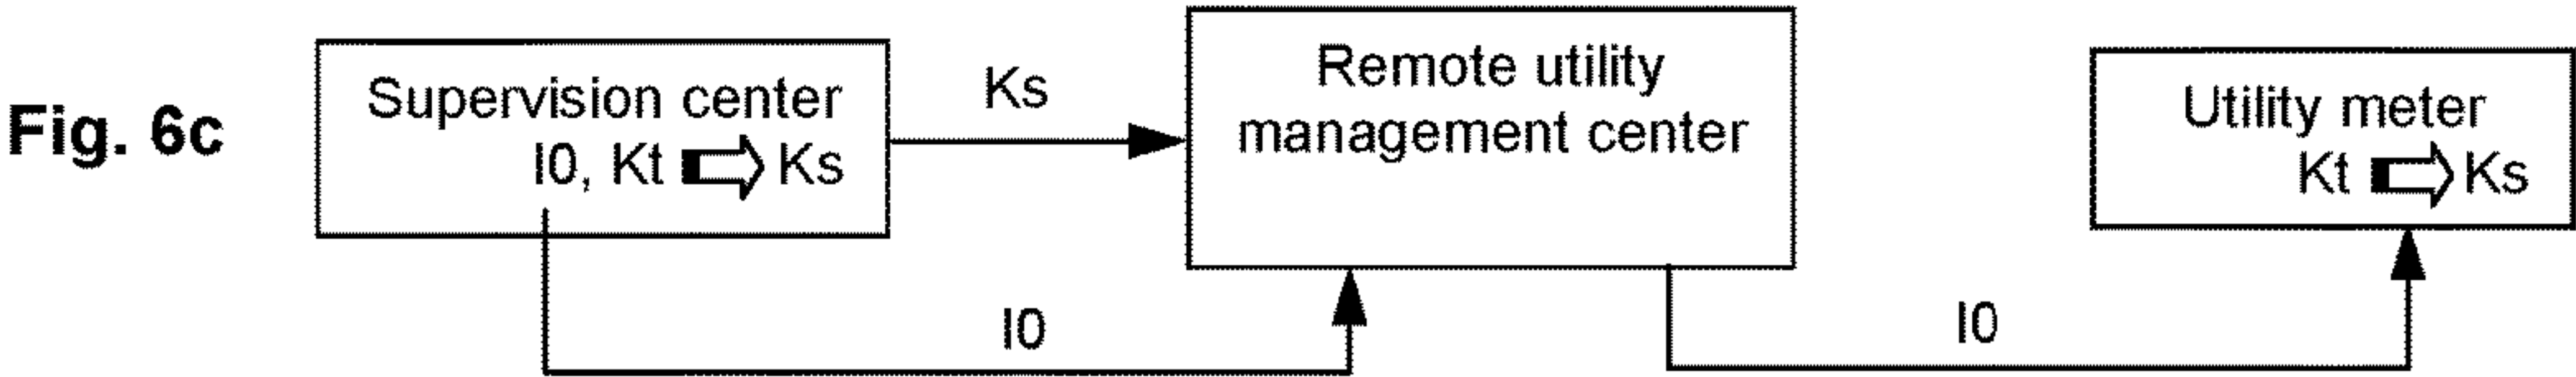 Fig. 6c
Supervision center
I0, Kt ⇨ Ks
Ks
Remote utility
management center
Utility meter
Kt ⇨ Ks
I0
I0